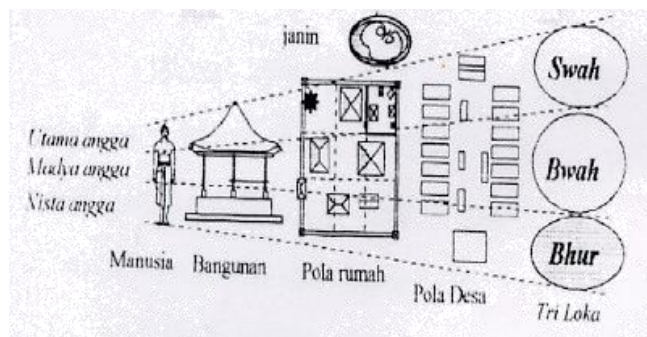 janin
Swah
Utama angga
Madya angga
Nista angga
Bwah
Bhur
Manusia
Bangunan
Pola rumah
Pola Desa
Tri Loka